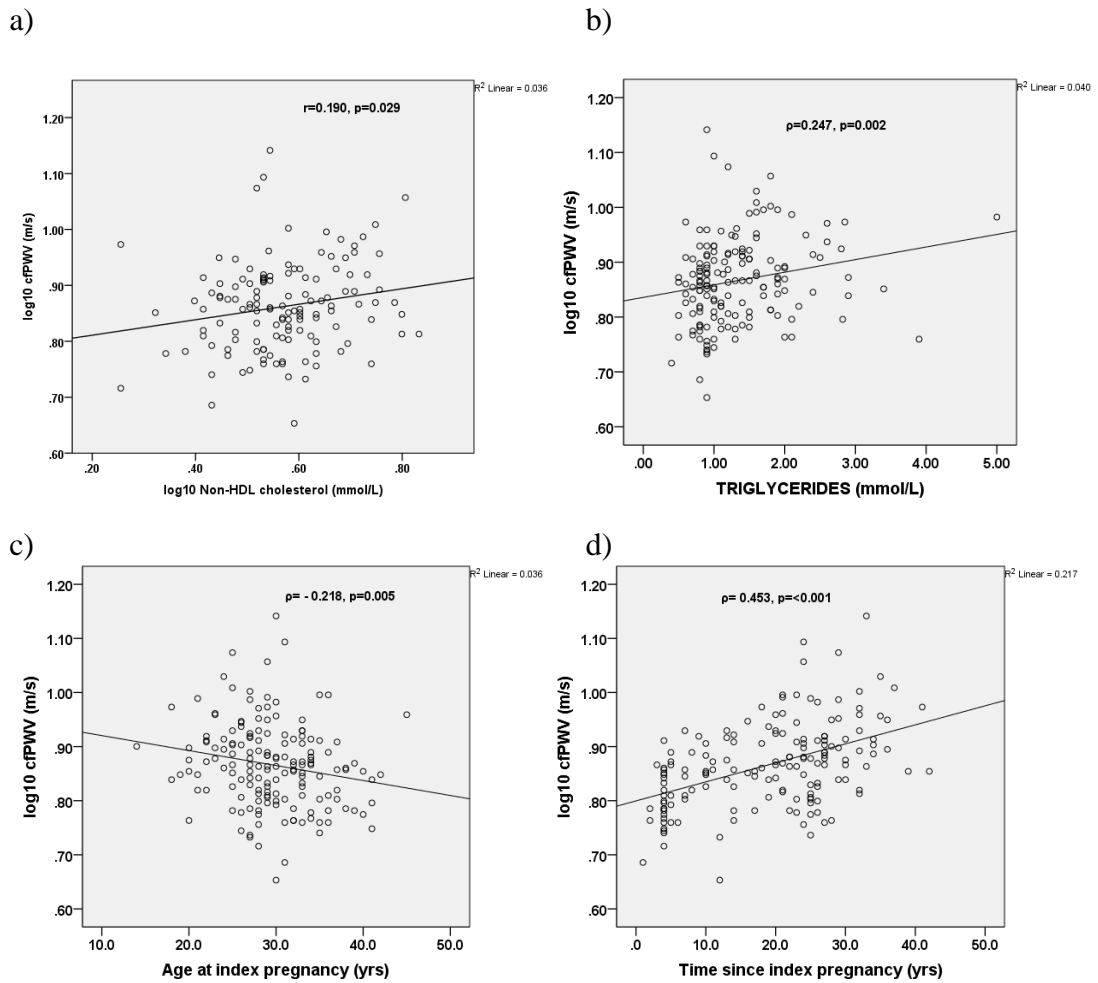 a)
R² Linear = 0.036
r=0.190, p=0.029
1.20
1.10
1.00
.90
.80
.70
.60
log10 cfPWV (m/s)
.20
.40
.60
.80
log10 Non-HDL cholesterol (mmol/L)
b)
R² Linear = 0.040
ρ=0.247, p=0.002
1.20
1.10
1.00
.90
.80
.70
.60
log10 cfPWV (m/s)
.00
1.00
2.00
3.00
4.00
5.00
TRIGLYCERIDES (mmol/L)
c)
R² Linear = 0.036
ρ= - 0.218, p=0.005
1.20
1.10
1.00
.90
.80
.70
.60
log10 cfPWV (m/s)
10.0
20.0
30.0
40.0
50.0
Age at index pregnancy (yrs)
d)
R² Linear = 0.217
ρ= 0.453, p=<0.001
1.20
1.10
1.00
.90
.80
.70
.60
log10 cfPWV (m/s)
.0
10.0
20.0
30.0
40.0
50.0
Time since index pregnancy (yrs)